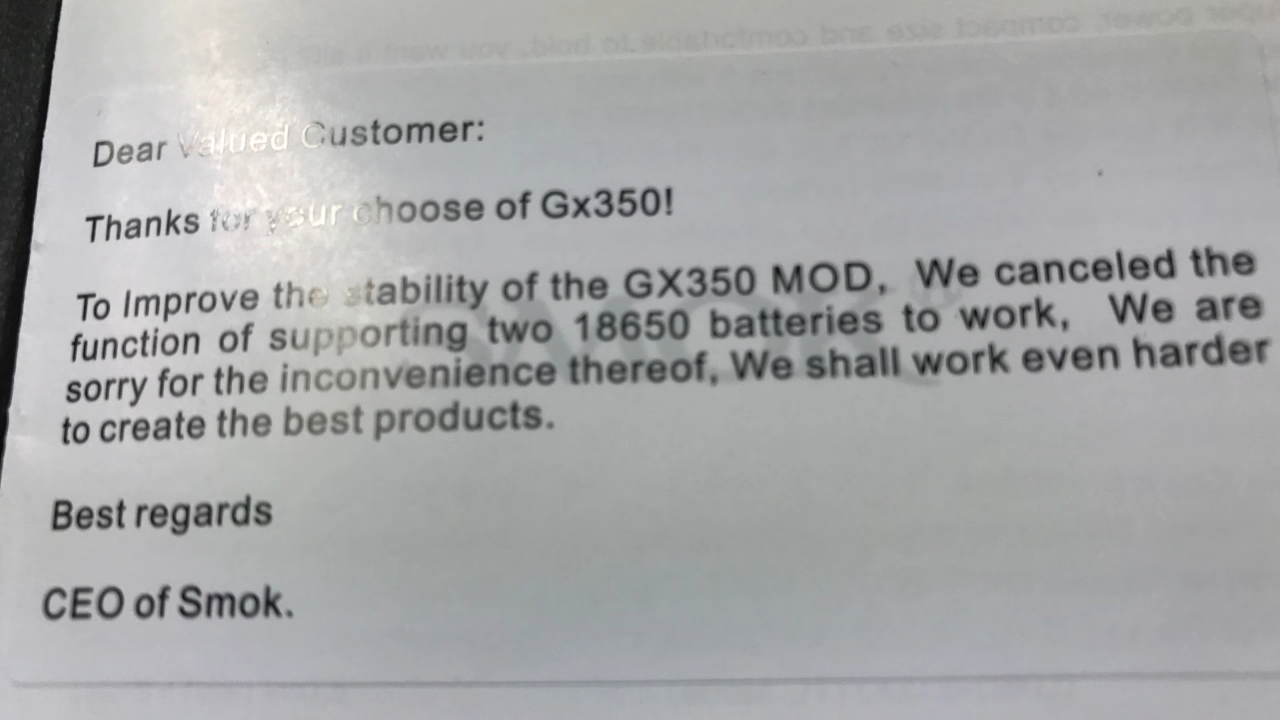 Dear Valued Customer:
Thanks for your choose of Gx350!
To Improve the stability of the GX350 MOD, We canceled the
function of supporting two 18650 batteries to work, We are
sorry for the inconvenience thereof, We shall work even harder
to create the best products.
Best regards
CEO of Smok.